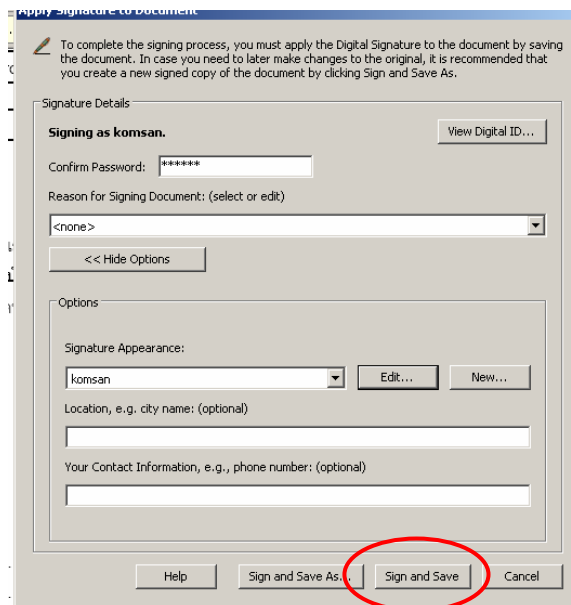 Apply Signature to Document
To complete the signing process, you must apply the Digital Signature to the document by saving
the document. In case you need to later make changes to the original, it is recommended that
you create a new signed copy of the document by clicking Sign and Save As.
Signature Details
Signing as komsan.
View Digital ID...
Confirm Password: ******
Reason for Signing Document: (select or edit)
<none>
<< Hide Options
Options
Signature Appearance:
komsan
Edit...
New...
Location, e.g. city name: (optional)
Your Contact Information, e.g., phone number: (optional)
Help
Sign and Save As...
Sign and Save
Cancel